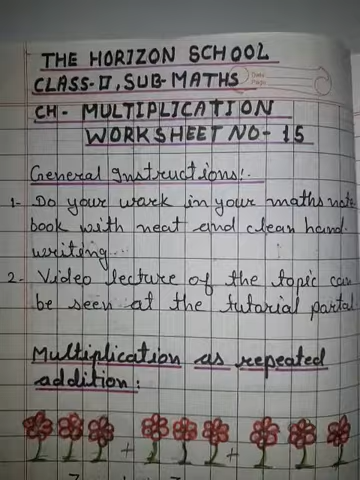 THE HORIZON SCHOOL
CLASS-II, SUB-MATHS
Date
Page
CH- MULTIPLICATION
WORKSHEET NO- 15
General Instructions:-
1- Do your work in your maths note
book with neat and clean hand
writing.
2- Video lecture of the topic can
be seen at the tutorial portal
Multiplication as repeated
addition:
+ +